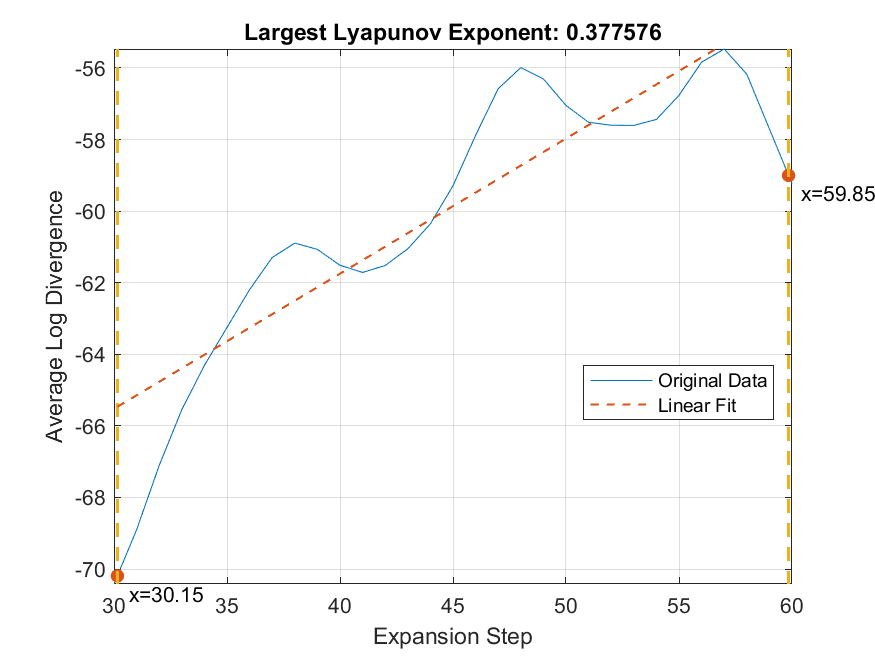 Largest Lyapunov Exponent: 0.377576
-56
-58
-60
-62
-64
-66
-68
-70
Average Log Divergence
x=59.85
Original Data
Linear Fit
x=30.15
30 35 40 45 50 55 60
Expansion Step